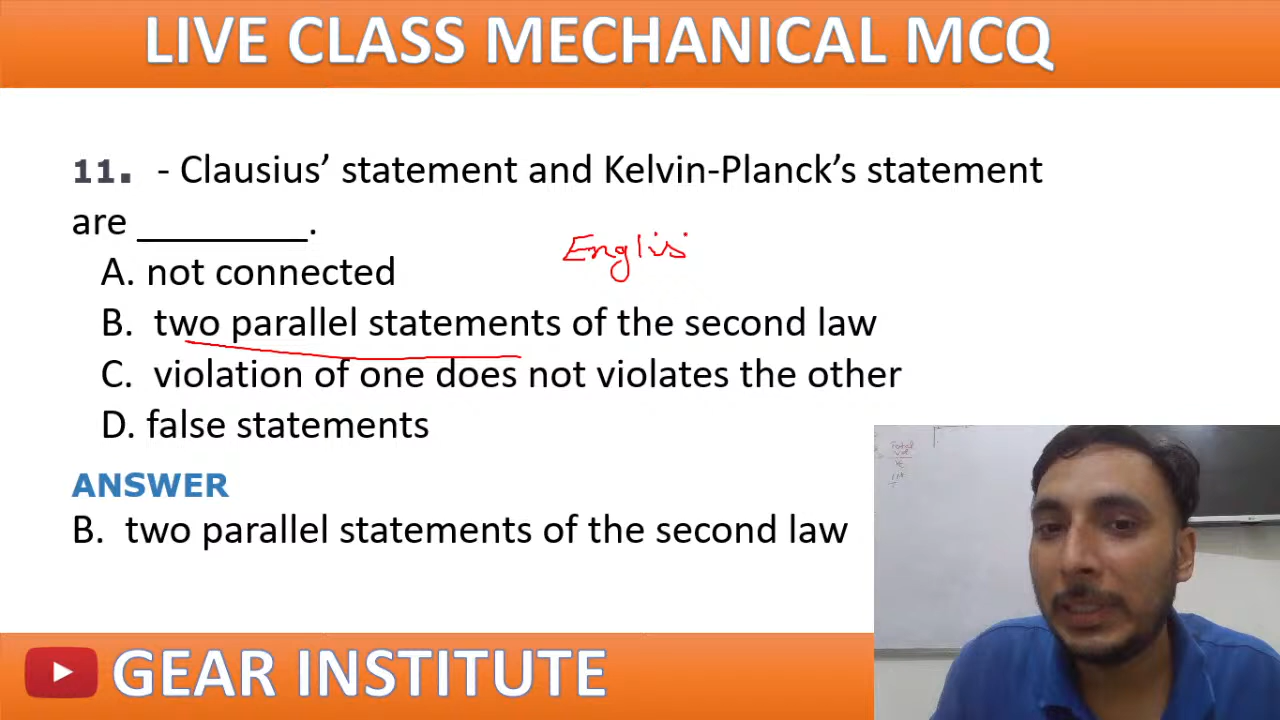 LIVE CLASS MECHANICAL MCQ
11. - Clausius’ statement and Kelvin-Planck’s statement
are ________.
Englis
A. not connected
B. two parallel statements of the second law
C. violation of one does not violates the other
D. false statements
ANSWER
B. two parallel statements of the second law
GEAR INSTITUTE